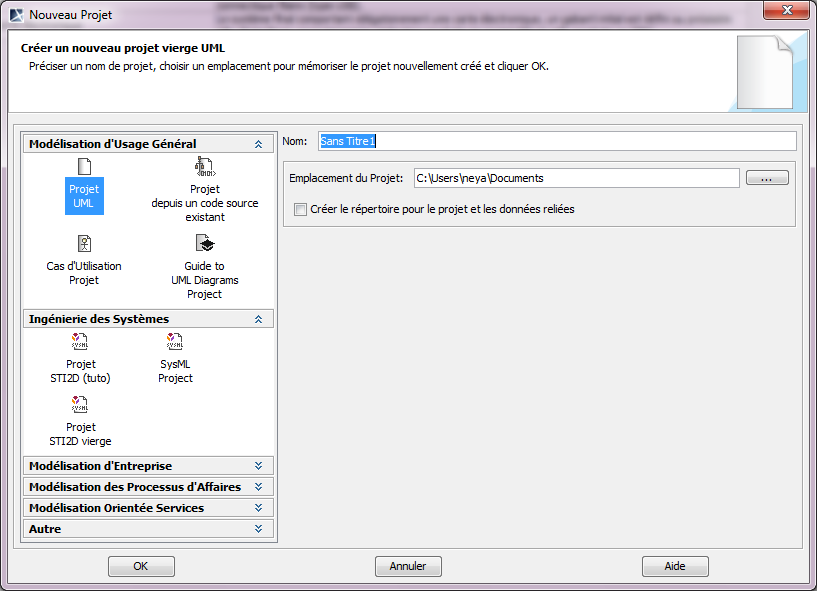 Nouveau Projet
Créer un nouveau projet vierge UML
Préciser un nom de projet, choisir un emplacement pour mémoriser le projet nouvellement créé et cliquer OK.
Modélisation d'Usage Général
Projet
UML
Projet
depuis un code source
existant
Cas d'Utilisation
Projet
Guide to
UML Diagrams
Project
Ingénierie des Systèmes
Projet
STI2D (tuto)
SysML
Project
Projet
STI2D vierge
Modélisation d'Entreprise
Modélisation des Processus d'Affaires
Modélisation Orientée Services
Autre
Nom: Sans Titre1
Emplacement du Projet: C:\Users\neya\Documents ...
Créer le répertoire pour le projet et les données reliées
OK Annuler Aide